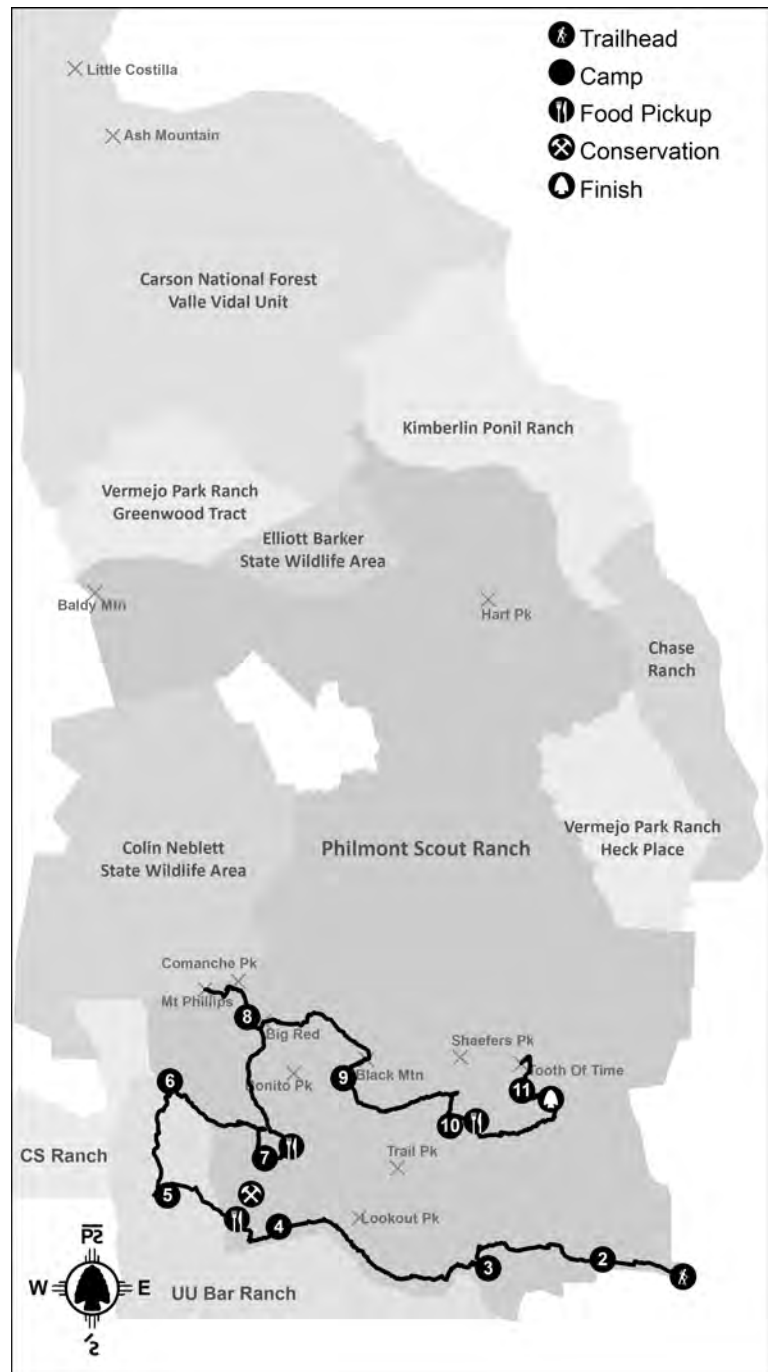 Trailhead
Camp
Food Pickup
Conservation
Finish
Little Costilla
Ash Mountain
Carson National Forest
Valle Vidal Unit
Kimberlin Ponil Ranch
Vermejo Park Ranch
Greenwood Tract
Elliott Barker
State Wildlife Area
Baldy Mtn
Hart Pk
Chase
Ranch
Colin Neblett
State Wildlife Area
Philmont Scout Ranch
Vermejo Park Ranch
Heck Place
Comanche Pk
Mt Phillips
8
Big Red
Shaefers Pk
Tooth Of Time
6
Bonito Pk
9
Black Mtn
11
10
CS Ranch
7
Trail Pk
5
4
Lookout Pk
3
2
W
E
UU Bar Ranch